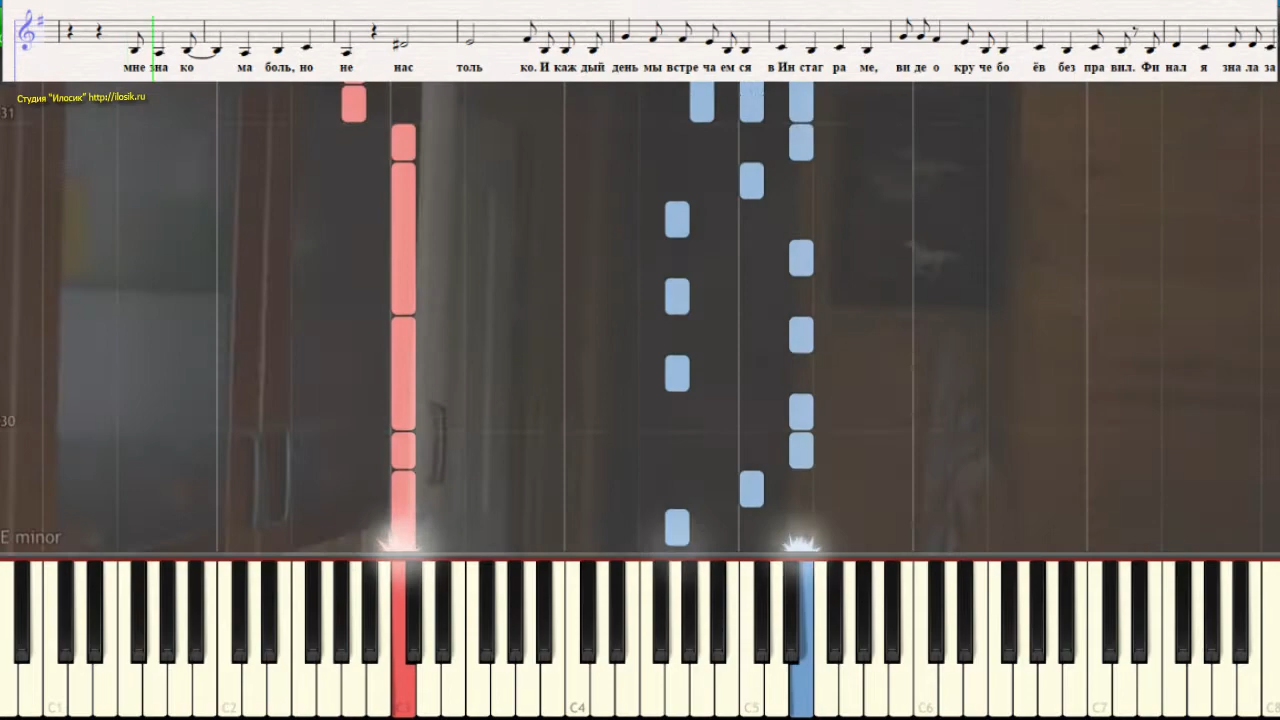 мне зна ко ма боль, но не нас толь ко. И каж дый день мы встре ча ем ся в Ин стаг ра ме, ви де о кру че бо ёв без пра вил. Фи нал я зна ла за
Студия "Илосик" http://ilosik.ru
31
30
E minor
C1 C2 C3 C4 C5 C6 C7 C8